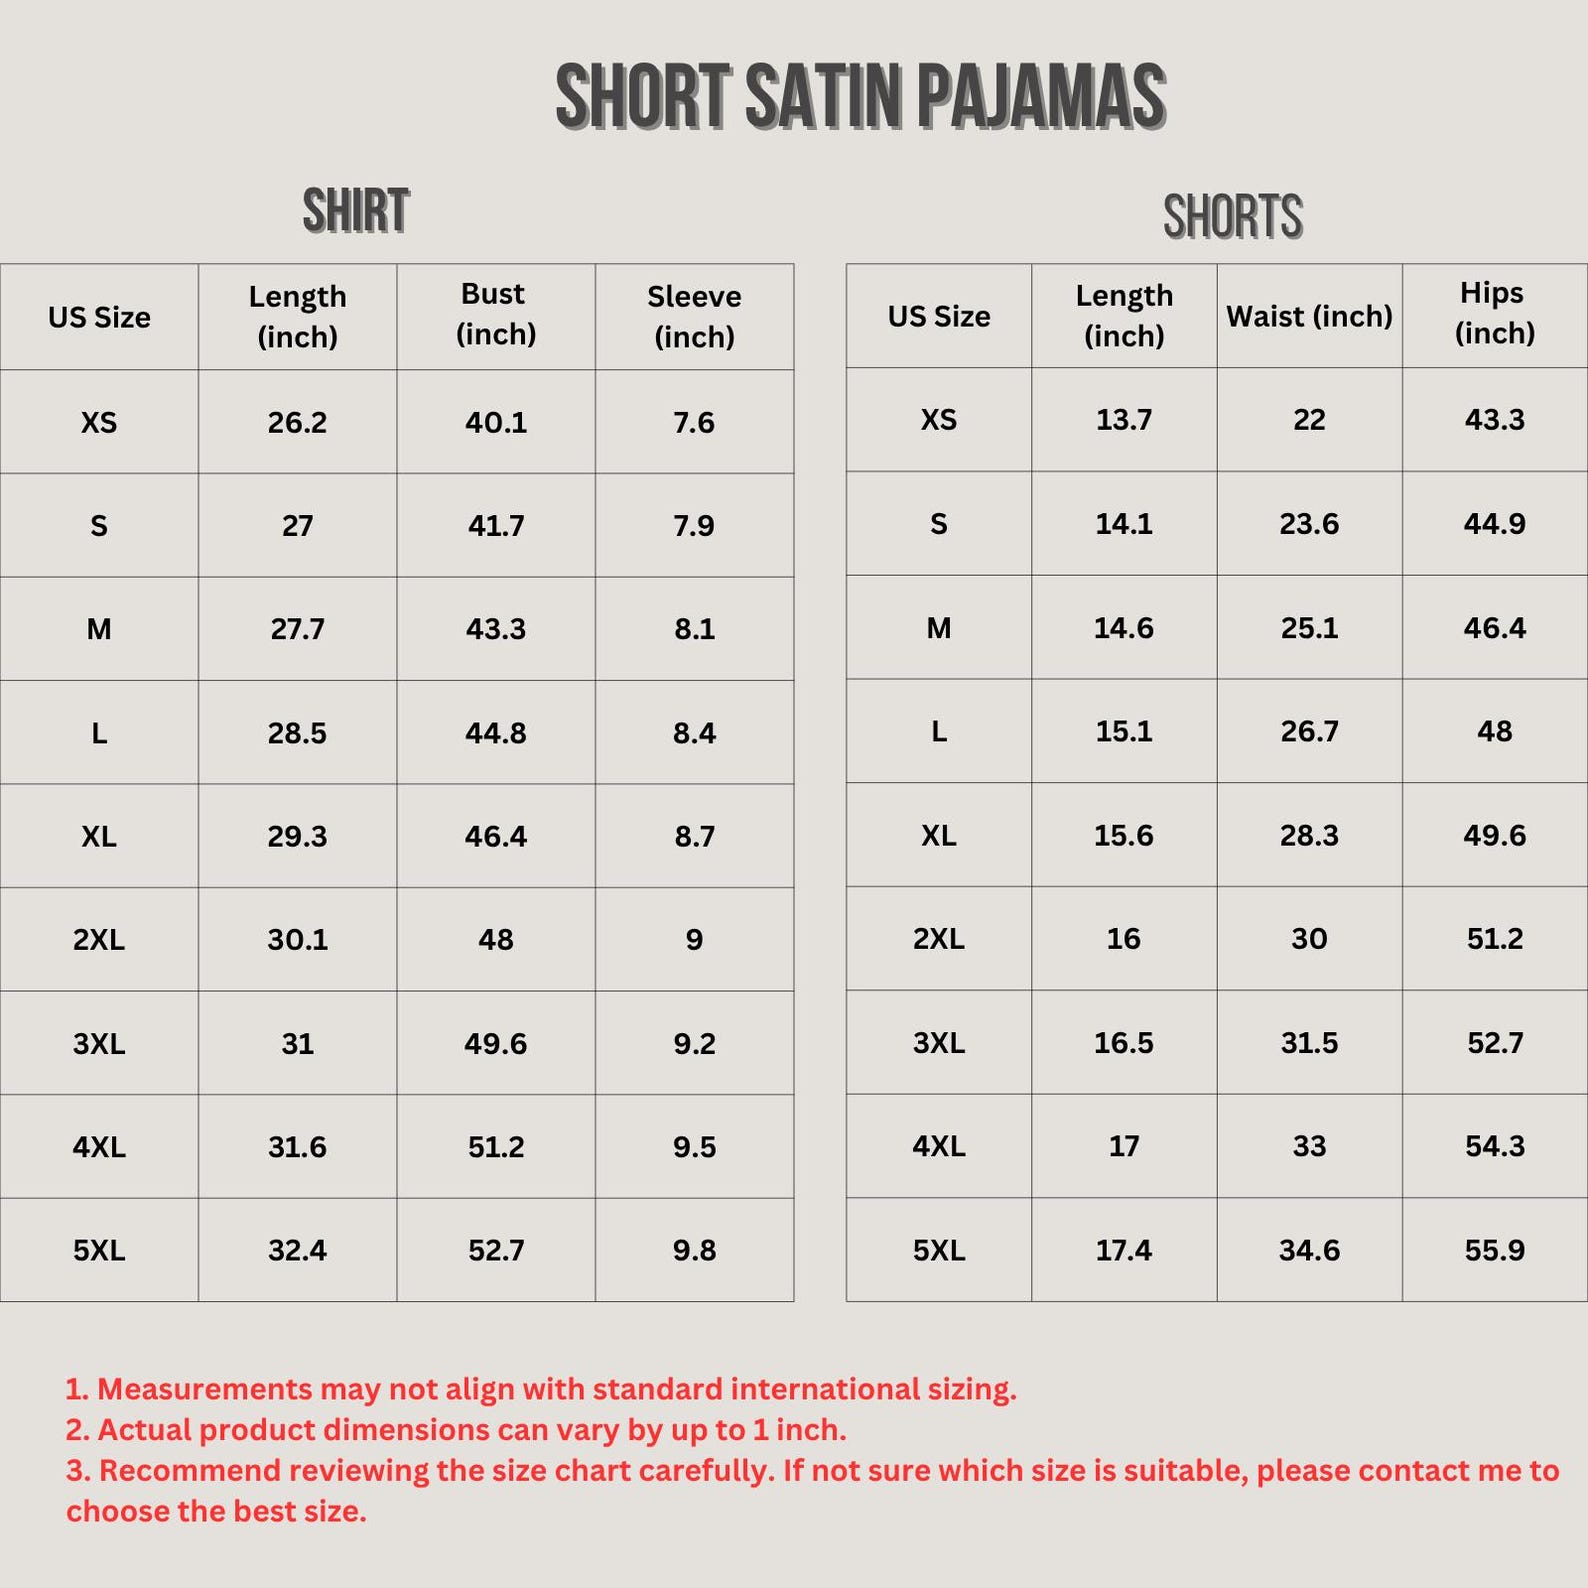 SHORT SATIN PAJAMAS
SHIRT
US Size Length (inch) Bust (inch) Sleeve (inch)
XS 26.2 40.1 7.6
S 27 41.7 7.9
M 27.7 43.3 8.1
L 28.5 44.8 8.4
XL 29.3 46.4 8.7
2XL 30.1 48 9
3XL 31 49.6 9.2
4XL 31.6 51.2 9.5
5XL 32.4 52.7 9.8
SHORTS
US Size Length (inch) Waist (inch) Hips (inch)
XS 13.7 22 43.3
S 14.1 23.6 44.9
M 14.6 25.1 46.4
L 15.1 26.7 48
XL 15.6 28.3 49.6
2XL 16 30 51.2
3XL 16.5 31.5 52.7
4XL 17 33 54.3
5XL 17.4 34.6 55.9
1. Measurements may not align with standard international sizing.
2. Actual product dimensions can vary by up to 1 inch.
3. Recommend reviewing the size chart carefully. If not sure which size is suitable, please contact me to
choose the best size.